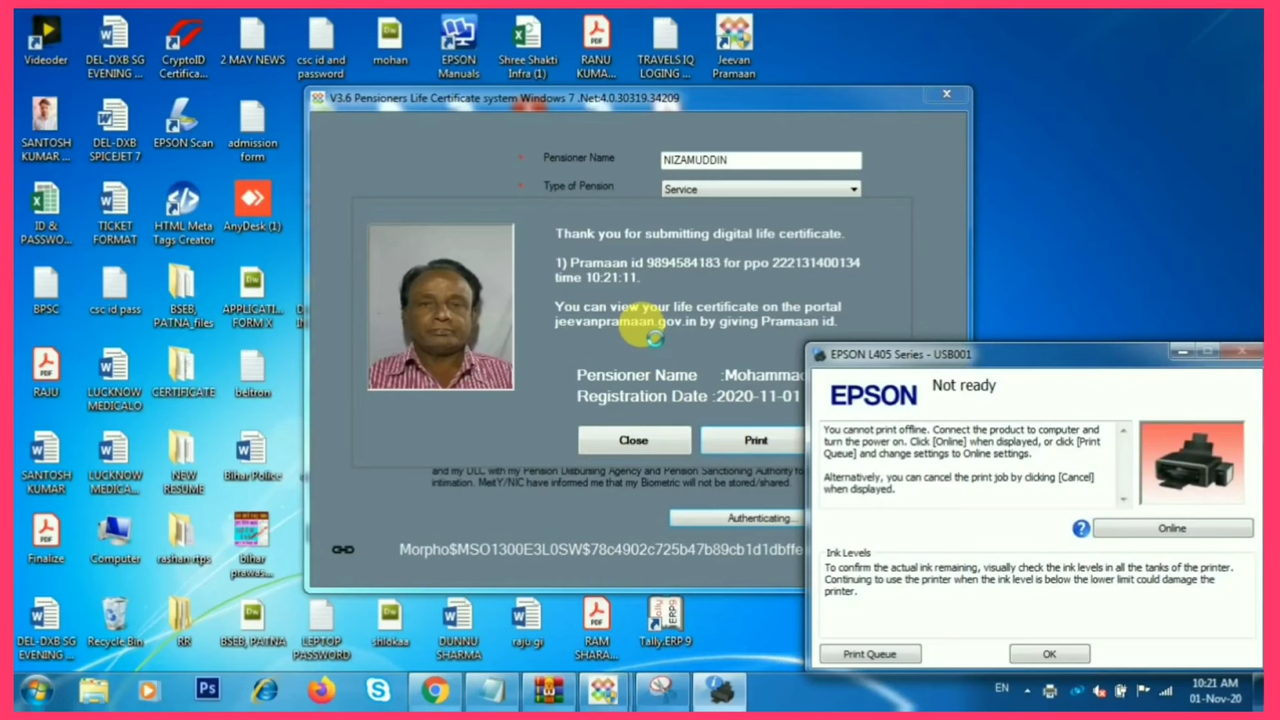 Videoder
DEL-DXB SG
EVENING ...
CryptoID
Certifica...
2 MAY NEWS
csc id and
password
mohan
EPSON
Manuals
Shree Shakti
Infra (1)
RANU
KUMA...
TRAVELS IQ
LOGING ...
Jeevan
Pramaan
SANTOSH
KUMAR ...
DEL-DXB
SPICEJET 7
EPSON Scan
admission
form
ID &
PASSWO...
TICKET
FORMAT
HTML Meta
Tags Creator
AnyDesk (1)
BPSC
csc id pass
BSEB,
PATNA_files
APPLICATI...
FORM X
RAJU
LUCKNOW
MEDICALO
CERTIFICATE
beltron
SANTOSH
KUMAR
LUCKNOW
MEDICA...
NEW
RESUME
Bihar Police
Finalize
Computer
rashan rtps
bihar
prawas...
DEL-DXB SG
EVENING ...
Recycle Bin
RR
BSEB, PATNA
LEPTOP
PASSWORD
shlokaa
DUNNU
SHARMA
raju gi
RAM
SHARA...
Tally.ERP 9
V3.6 Pensioners Life Certificate system Windows 7 .Net:4.0.30319.34209
* Pensioner Name NIZAMUDDIN
* Type of Pension Service
Thank you for submitting digital life certificate.
1) Pramaan id 9894584183 for ppo 222131400134
time 10:21:11.
You can view your life certificate on the portal
jeevanpramaan.gov.in by giving Pramaan id.
Pensioner Name :Mohammad
Registration Date :2020-11-01
Close Print
and my DLC with my Pension Disbursing Agency and Pension Sanctioning Authority fo
intimation. MetY/NIC have informed me that my Biometric will not be stored/shared.
Authenticating...
Morpho$MSO1300E3L0SW$78c4902c725b47b89cb1d1dbffe
EPSON L405 Series - USB001
EPSON Not ready
You cannot print offline. Connect the product to computer and
turn the power on. Click [Online] when displayed, or click [Print
Queue] and change settings to Online settings.
Alternatively, you can cancel the print job by clicking [Cancel]
when displayed.
Online
Ink Levels
To confirm the actual ink remaining, visually check the ink levels in all the tanks of the printer.
Continuing to use the printer when the ink level is below the lower limit could damage the
printer.
Print Queue OK
Ps
EN
10:21 AM
01-Nov-20